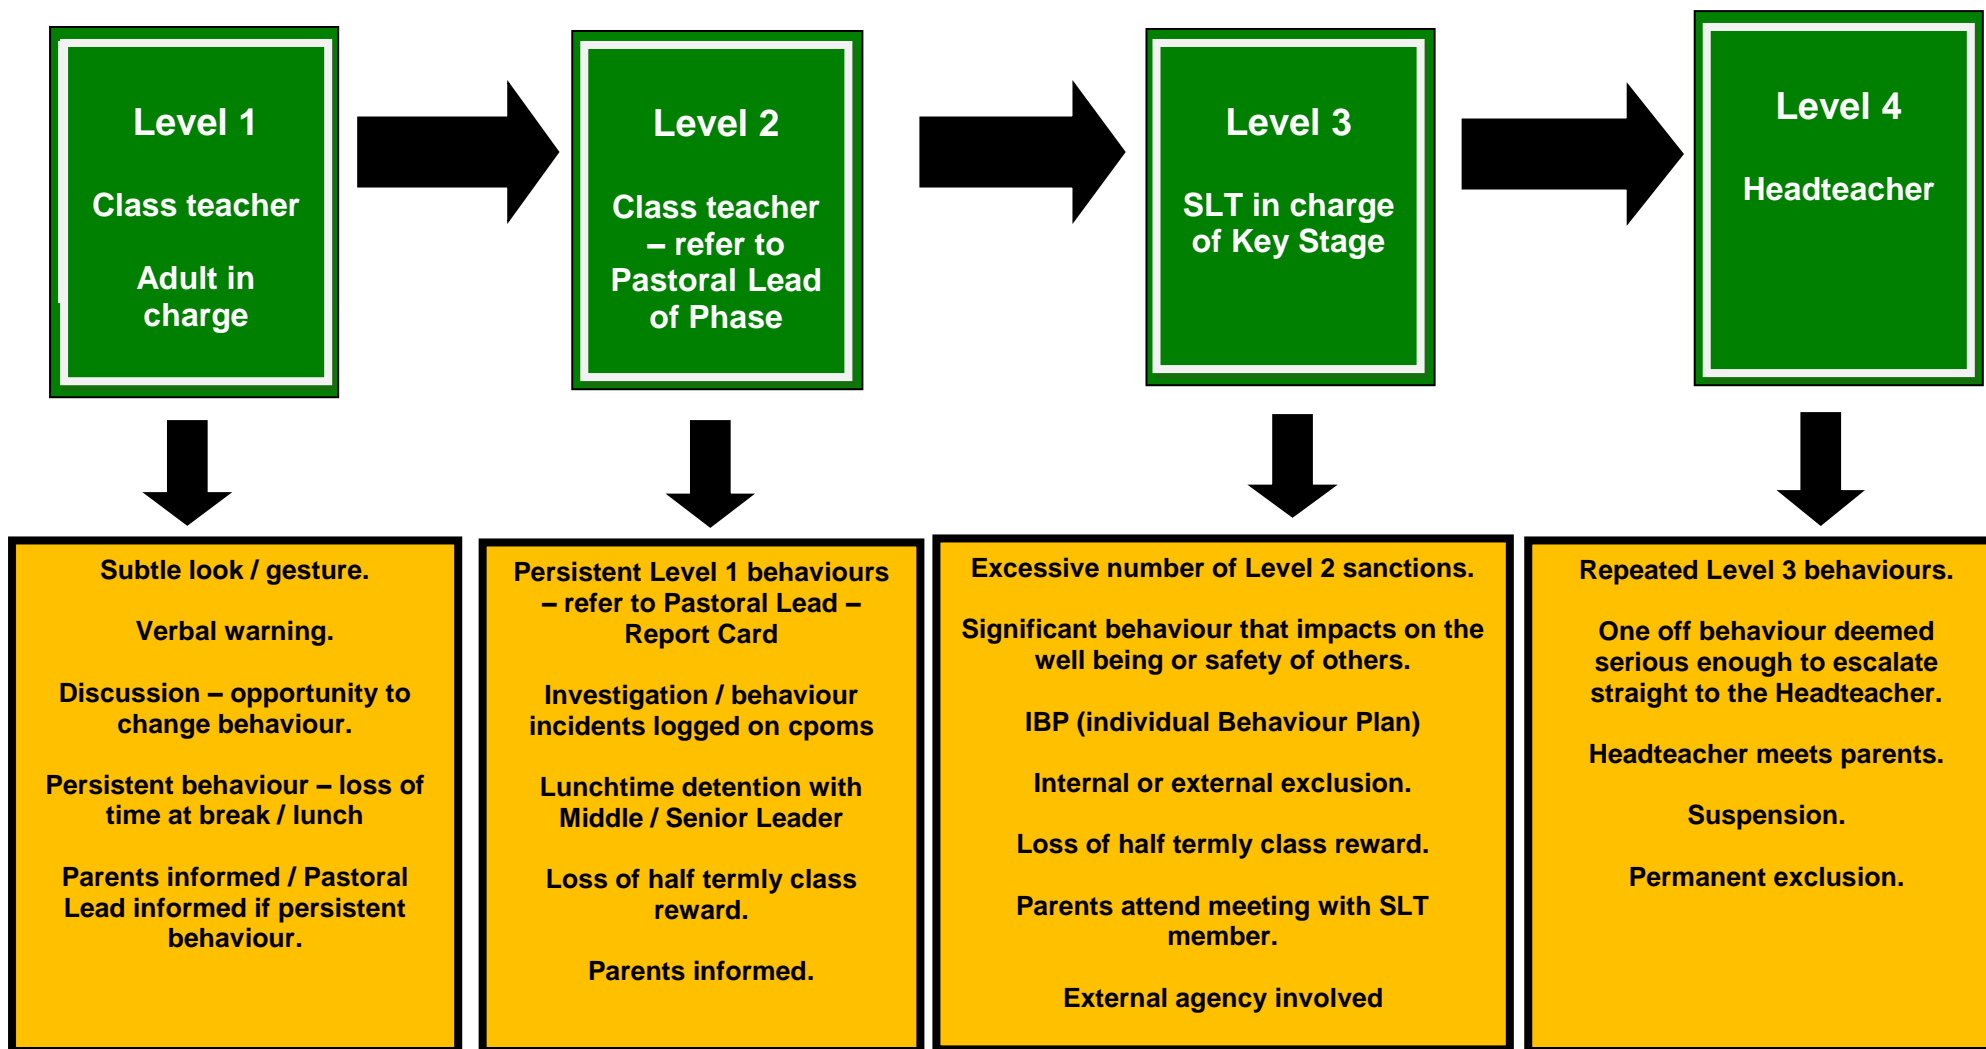 Level 1
Class teacher
Adult in
charge
Level 2
Class teacher
– refer to
Pastoral Lead
of Phase
Level 3
SLT in charge
of Key Stage
Level 4
Headteacher
Subtle look / gesture.
Verbal warning.
Discussion – opportunity to
change behaviour.
Persistent behaviour – loss of
time at break / lunch
Parents informed / Pastoral
Lead informed if persistent
behaviour.
Persistent Level 1 behaviours
– refer to Pastoral Lead –
Report Card
Investigation / behaviour
incidents logged on cpoms
Lunchtime detention with
Middle / Senior Leader
Loss of half termly class
reward.
Parents informed.
Excessive number of Level 2 sanctions.
Significant behaviour that impacts on the
well being or safety of others.
IBP (individual Behaviour Plan)
Internal or external exclusion.
Loss of half termly class reward.
Parents attend meeting with SLT
member.
External agency involved
Repeated Level 3 behaviours.
One off behaviour deemed
serious enough to escalate
straight to the Headteacher.
Headteacher meets parents.
Suspension.
Permanent exclusion.